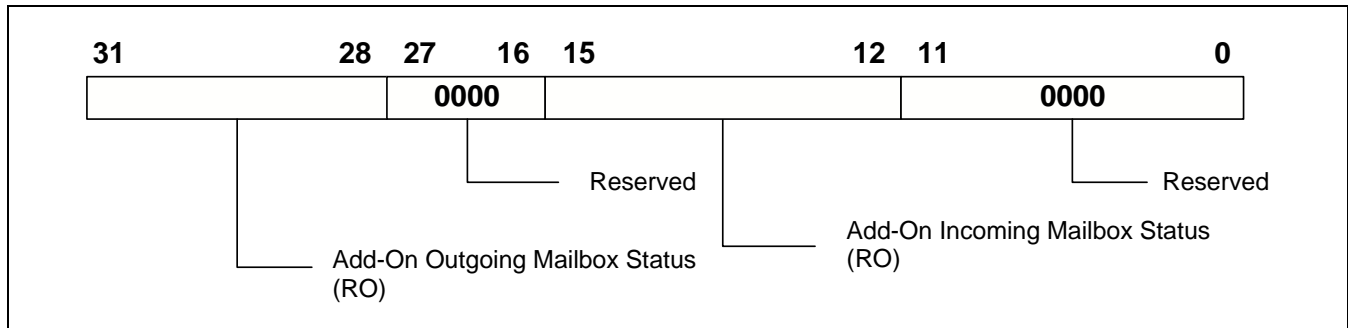 31 28 27 16 15 12 11 0
0000 0000
Reserved Reserved
Add-On Outgoing Mailbox Status
(RO)
Add-On Incoming Mailbox Status
(RO)